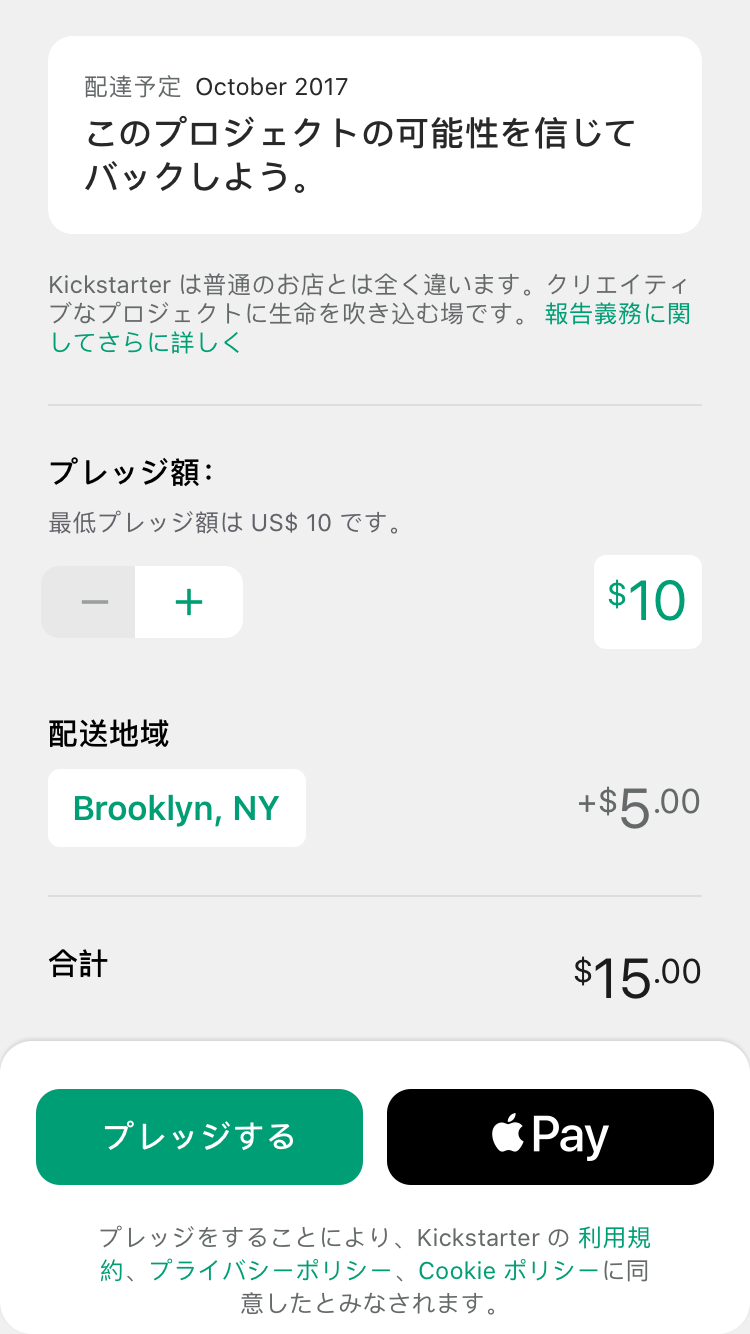 配達予定 October 2017
このプロジェクトの可能性を信じて
バックしよう。
Kickstarter は普通のお店とは全く違います。クリエイティ
ブなプロジェクトに生命を吹き込む場です。 報告義務に関
してさらに詳しく
プレッジ額：
最低プレッジ額は US$ 10 です。
− +
$10
配送地域
Brooklyn, NY
+$5.00
合計
$15.00
プレッジする
Pay
プレッジをすることにより、Kickstarter の 利用規
約、プライバシーポリシー、Cookie ポリシーに同
意したとみなされます。